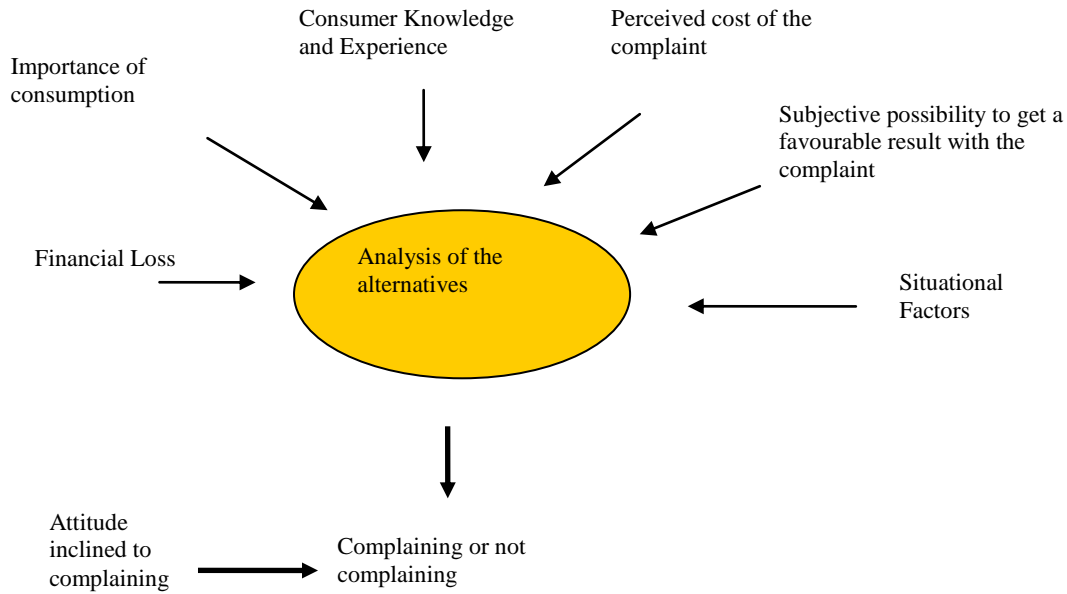 Consumer Knowledge
and Experience
Perceived cost of the
complaint
Importance of
consumption
Subjective possibility to get a
favourable result with the
complaint
Financial Loss
Analysis of the
alternatives
Situational
Factors
Attitude
inclined to
complaining
Complaining or not
complaining